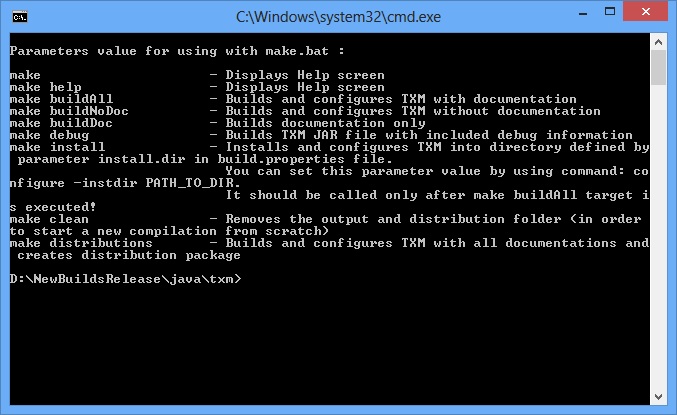 C:\Windows\system32\cmd.exe
Parameters value for using with make.bat :
make - Displays Help screen
make help - Displays Help screen
make buildAll - Builds and configures TXM with documentation
make buildNoDoc - Builds and configures TXM without documentation
make buildDoc - Builds documentation only
make debug - Builds TXM JAR file with included debug information
make install - Installs and configures TXM into directory defined by
parameter install.dir in build.properties file.
You can set this parameter value by using command: co
nfigure -instdir PATH_TO_DIR.
It should be called only after make buildAll target i
s executed!
make clean - Removes the output and distribution folder (in order
to start a new compilation from scratch)
make distributions - Builds and configures TXM with all documentations and
creates distribution package
D:\NewBuildsRelease\java\txm>